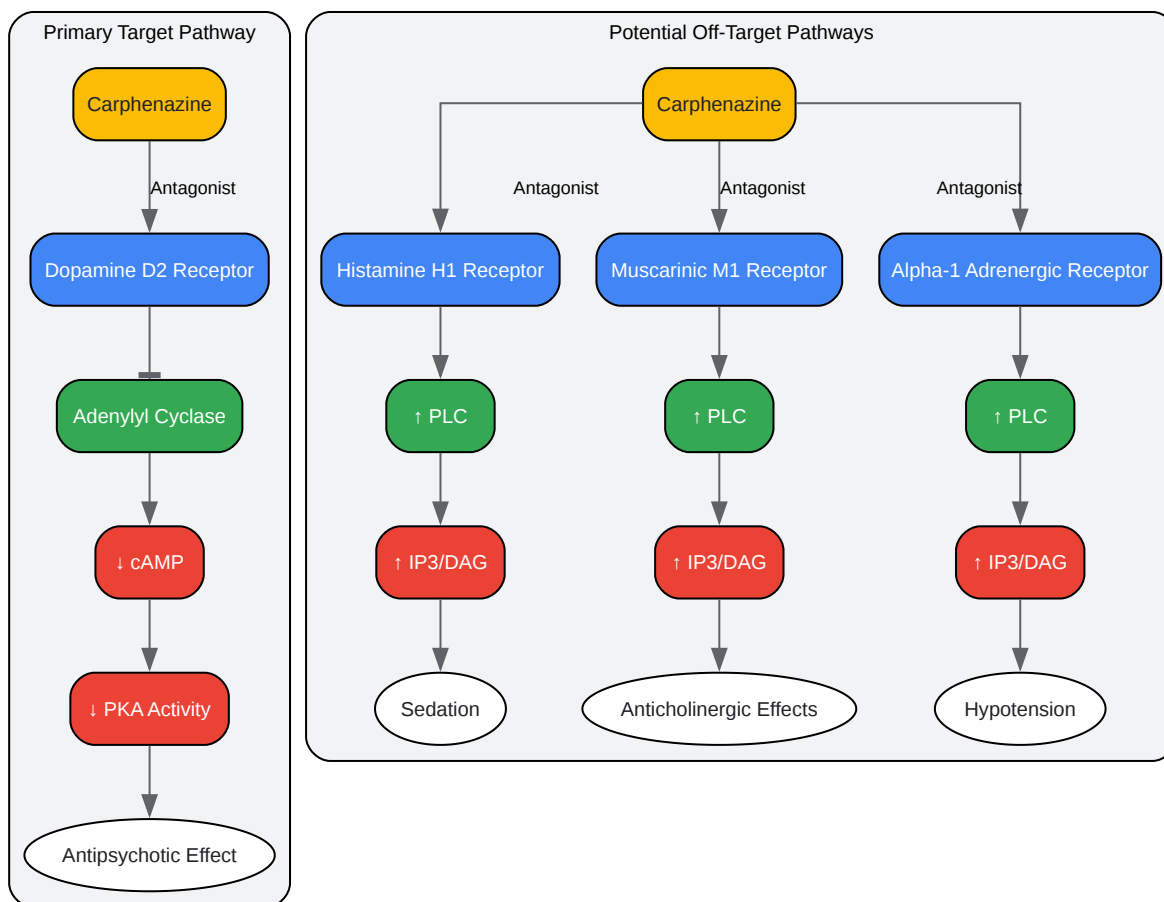 Primary Target Pathway
Carphenazine
Antagonist
Dopamine D2 Receptor
Adenylyl Cyclase
↓ cAMP
↓ PKA Activity
Antipsychotic Effect
Potential Off-Target Pathways
Carphenazine
Antagonist
Antagonist
Antagonist
Histamine H1 Receptor
Muscarinic M1 Receptor
Alpha-1 Adrenergic Receptor
↑ PLC
↑ PLC
↑ PLC
↑ IP3/DAG
↑ IP3/DAG
↑ IP3/DAG
Sedation
Anticholinergic Effects
Hypotension